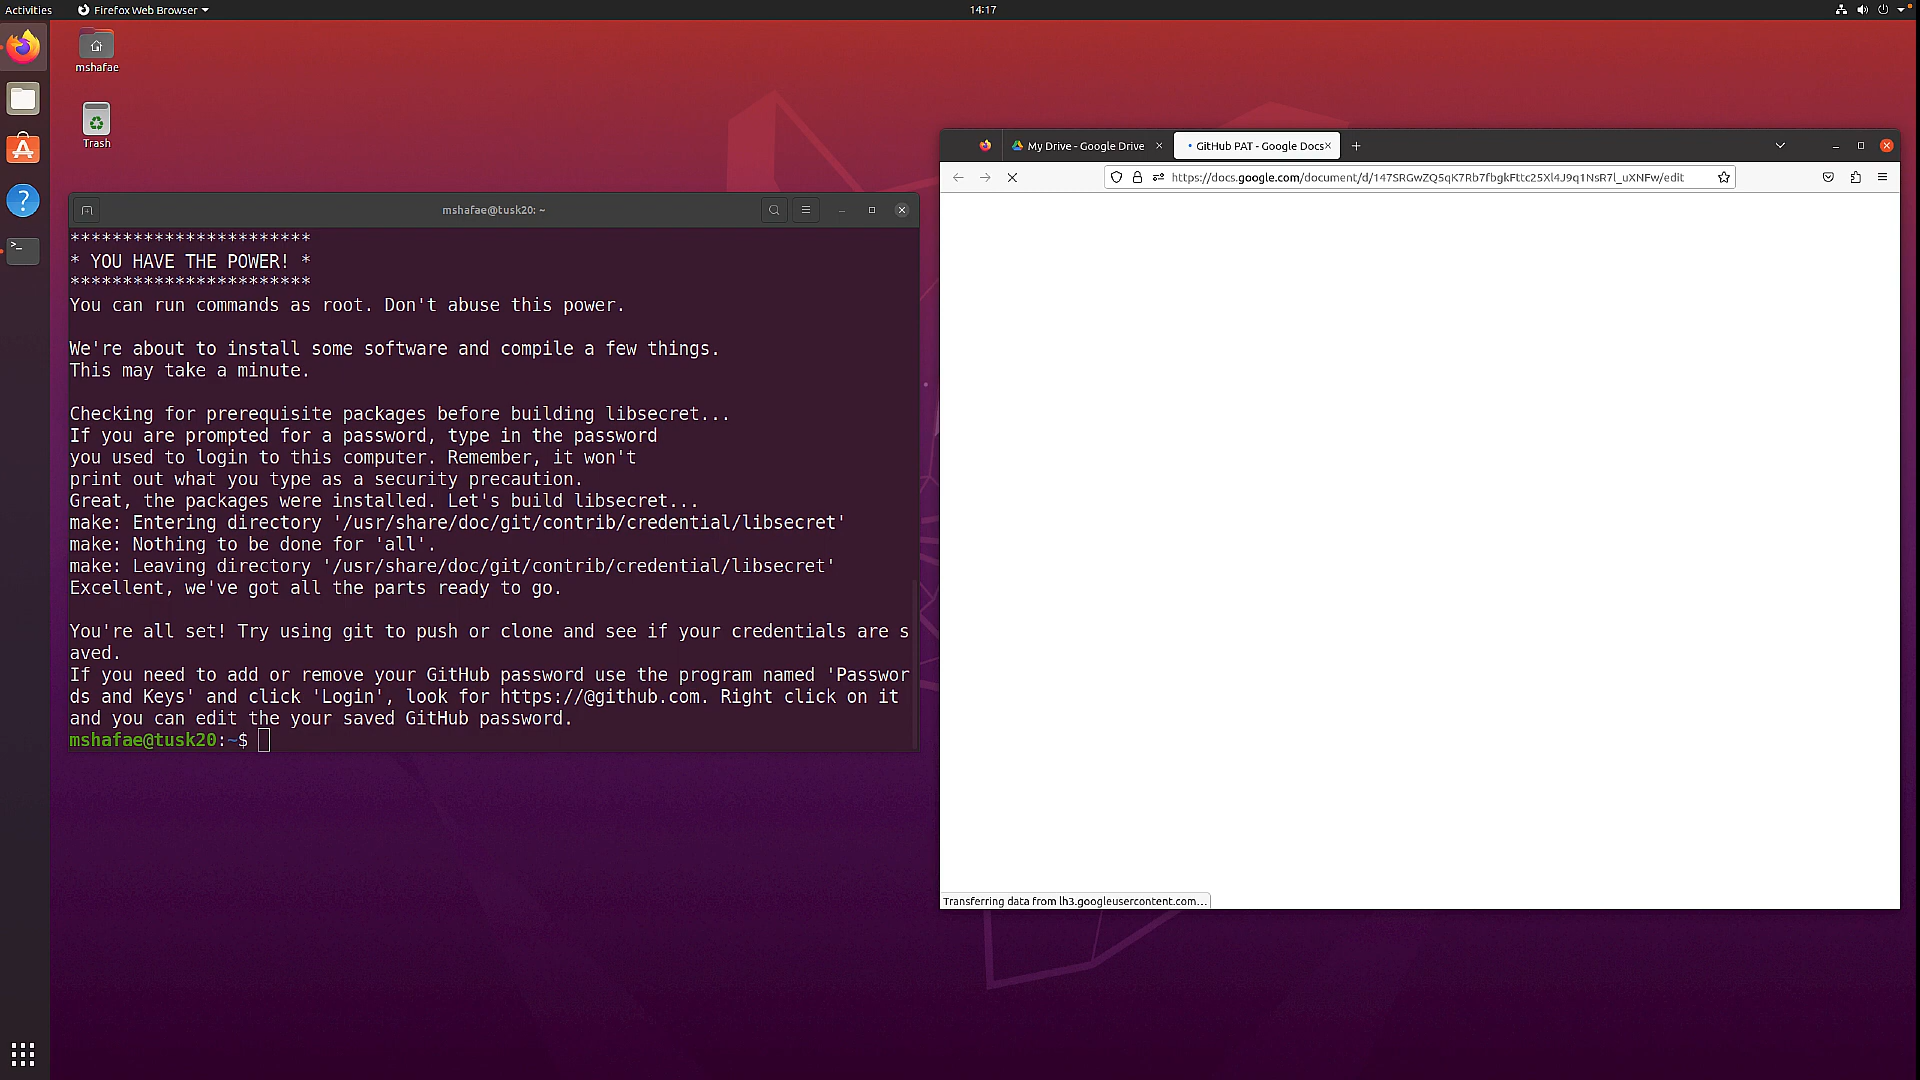 Activities
Firefox Web Browser
14:17
mshafae
Trash
mshafae@tusk20: ~
***********************
* YOU HAVE THE POWER! *
***********************
You can run commands as root. Don't abuse this power.
We're about to install some software and compile a few things.
This may take a minute.
Checking for prerequisite packages before building libsecret...
If you are prompted for a password, type in the password
you used to login to this computer. Remember, it won't
print out what you type as a security precaution.
Great, the packages were installed. Let's build libsecret...
make: Entering directory '/usr/share/doc/git/contrib/credential/libsecret'
make: Nothing to be done for 'all'.
make: Leaving directory '/usr/share/doc/git/contrib/credential/libsecret'
Excellent, we've got all the parts ready to go.
You're all set! Try using git to push or clone and see if your credentials are s
aved.
If you need to add or remove your GitHub password use the program named 'Passwor
ds and Keys' and click 'Login', look for https://@github.com. Right click on it
and you can edit the your saved GitHub password.
mshafae@tusk20:~$
My Drive - Google Drive
GitHub PAT - Google Docs
https://docs.google.com/document/d/147SRGwZQ5qK7Rb7fbgkFttc25Xl4J9q1NsR7l_uXNFw/edit
Transferring data from lh3.googleusercontent.com...